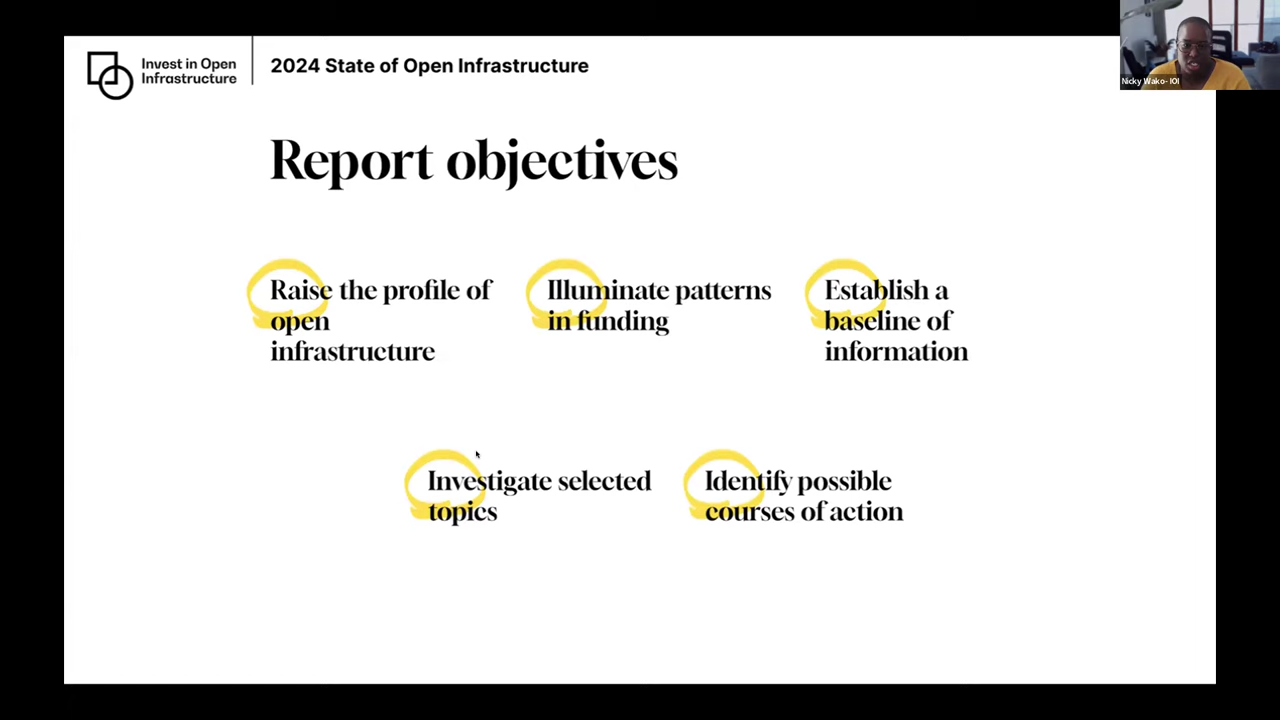 Invest in Open
Infrastructure
2024 State of Open Infrastructure
Nicky Wako- IOI
Report objectives
Raise the profile of
open
infrastructure
Illuminate patterns
in funding
Establish a
baseline of
information
Investigate selected
topics
Identify possible
courses of action